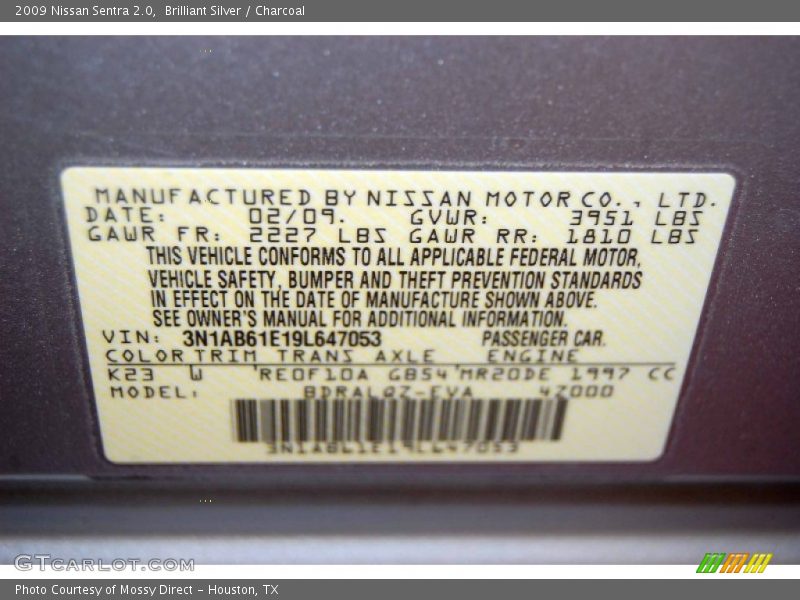 2009 Nissan Sentra 2.0, Brilliant Silver / Charcoal
MANUFACTURED BY NISSAN MOTOR CO., LTD.
DATE: 02/09. GVWR: 3951 LBS
GAWR FR: 2227 LBS GAWR RR: 1810 LBS
THIS VEHICLE CONFORMS TO ALL APPLICABLE FEDERAL MOTOR,
VEHICLE SAFETY, BUMPER AND THEFT PREVENTION STANDARDS
IN EFFECT ON THE DATE OF MANUFACTURE SHOWN ABOVE.
SEE OWNER'S MANUAL FOR ADDITIONAL INFORMATION.
VIN: 3N1AB61E19L647053 PASSENGER CAR.
COLOR TRIM TRANS AXLE ENGINE
K23 W 'RE0F10A GB54'MR20DE 1997 CC
MODEL: BDRALQZ-EVA 4Z000
3N1AB61E19L647053
GTCARLOT.COM
Photo Courtesy of Mossy Direct – Houston, TX